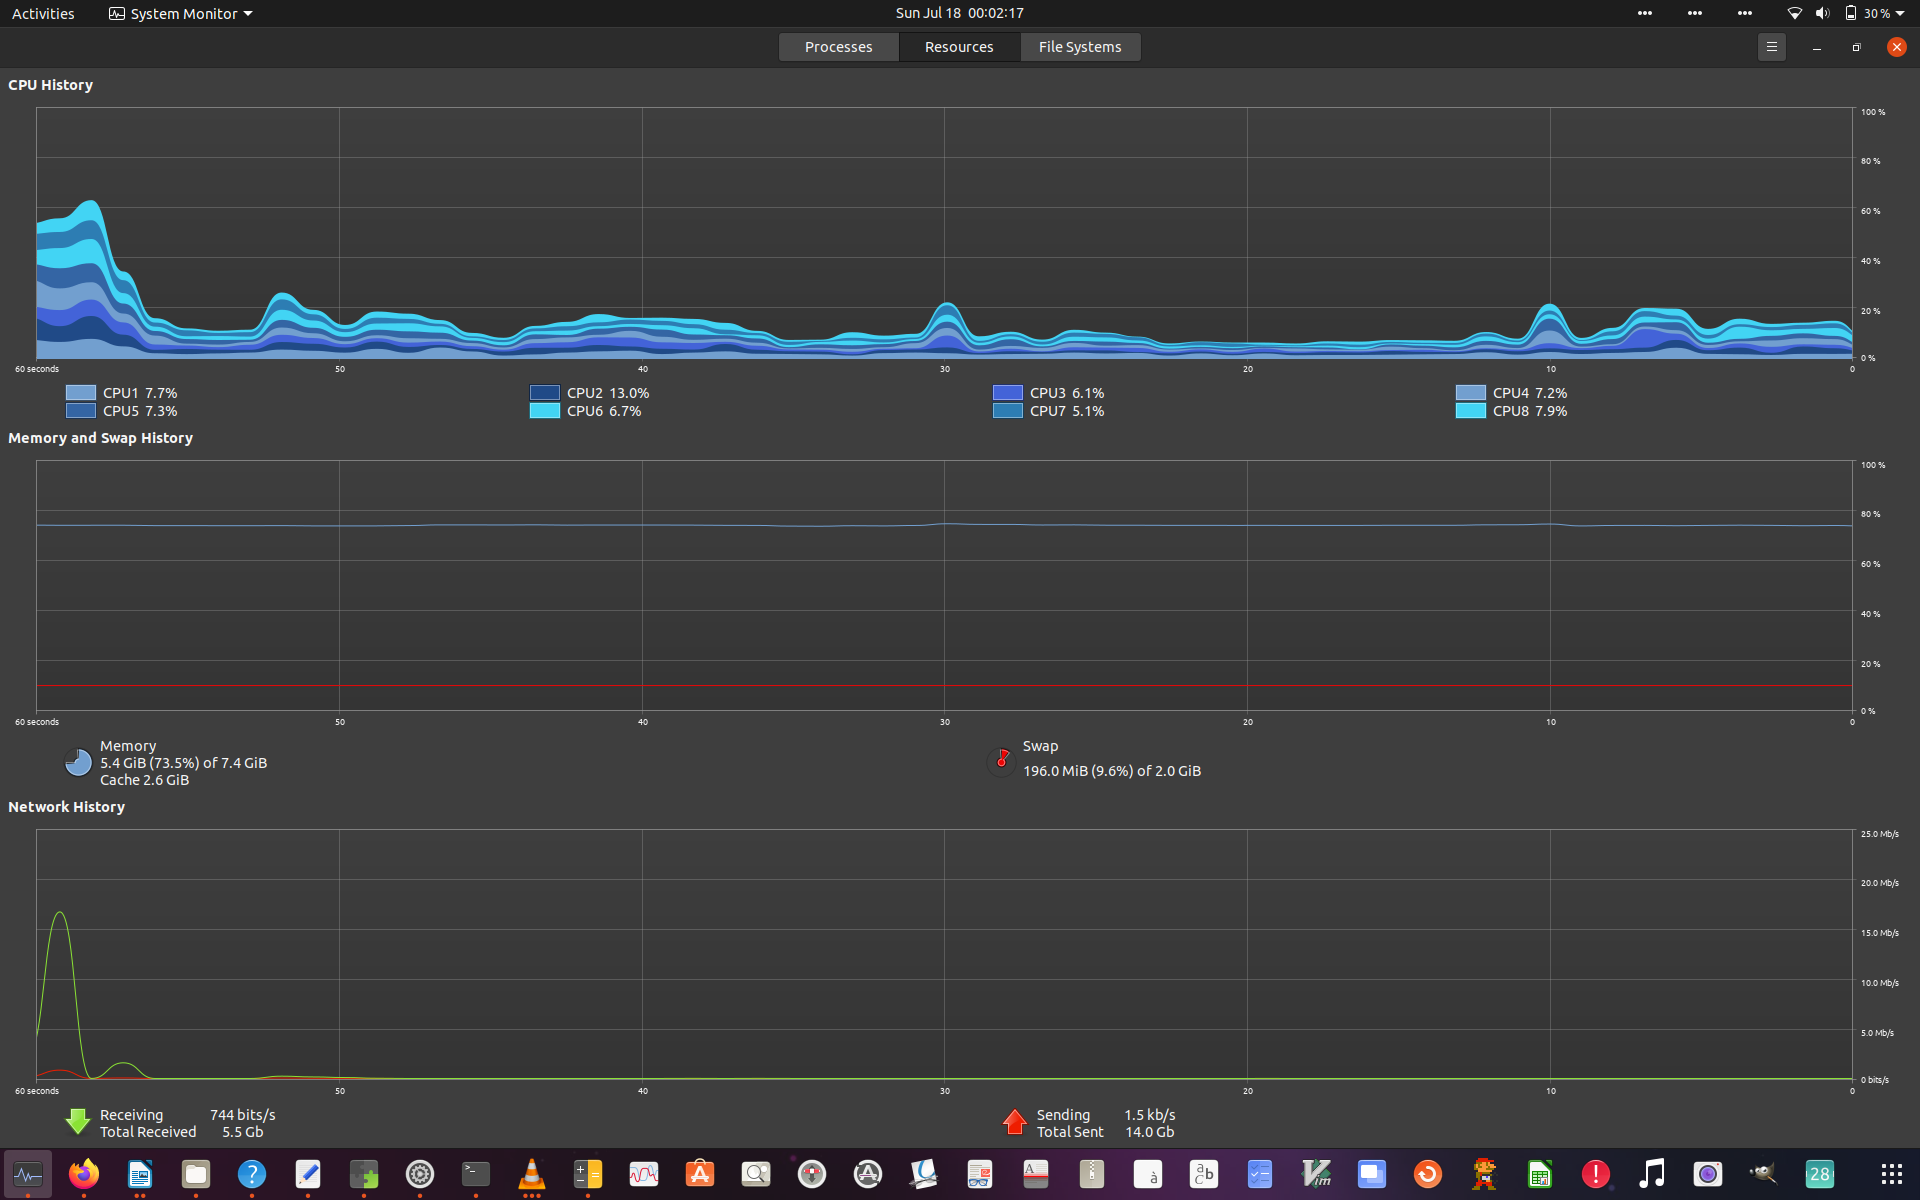 Activities System Monitor Sun Jul 18 00:02:17 30 %
Processes Resources File Systems
CPU History
100 %
80 %
60 %
40 %
20 %
0 %
60 seconds 50 40 30 20 10 0
CPU1 7.7% CPU2 13.0% CPU3 6.1% CPU4 7.2%
CPU5 7.3% CPU6 6.7% CPU7 5.1% CPU8 7.9%
Memory and Swap History
100 %
80 %
60 %
40 %
20 %
0 %
60 seconds 50 40 30 20 10 0
Memory
5.4 GiB (73.5%) of 7.4 GiB
Cache 2.6 GiB
Swap
196.0 MiB (9.6%) of 2.0 GiB
Network History
25.0 Mb/s
20.0 Mb/s
15.0 Mb/s
10.0 Mb/s
5.0 Mb/s
0 bits/s
60 seconds 50 40 30 20 10 0
Receiving 744 bits/s
Total Received 5.5 Gb
Sending 1.5 kb/s
Total Sent 14.0 Gb
? >_ A A à a b c Vim ! 28